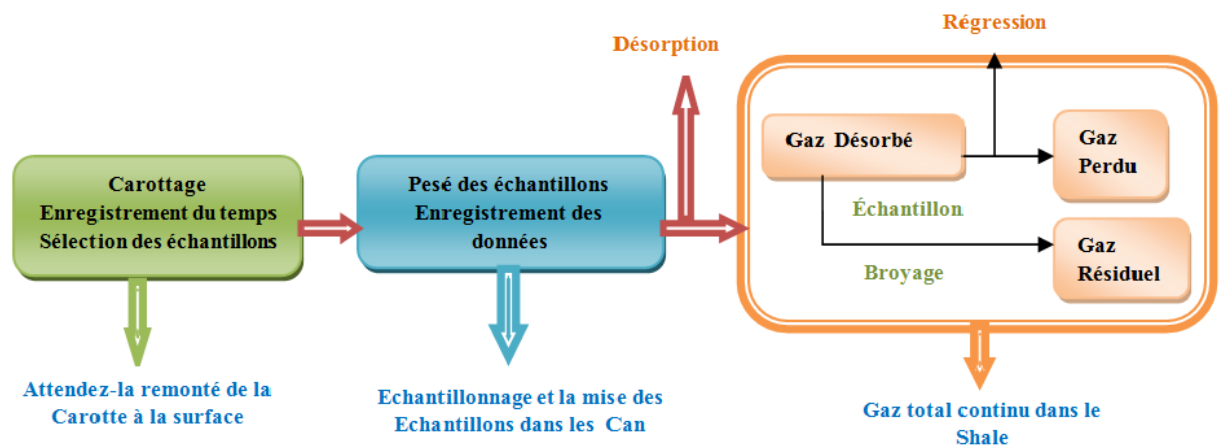 Régression
Désorption
Carottage
Enregistrement du temps
Sélection des échantillons
Pesé des échantillons
Enregistrement des
données
Gaz Désorbé
Gaz
Perdu
Échantillon
Broyage
Gaz
Résiduel
Attendez-la remonté de la
Carotte à la surface
Echantillonnage et la mise des
Echantillons dans les Can
Gaz total continu dans le
Shale